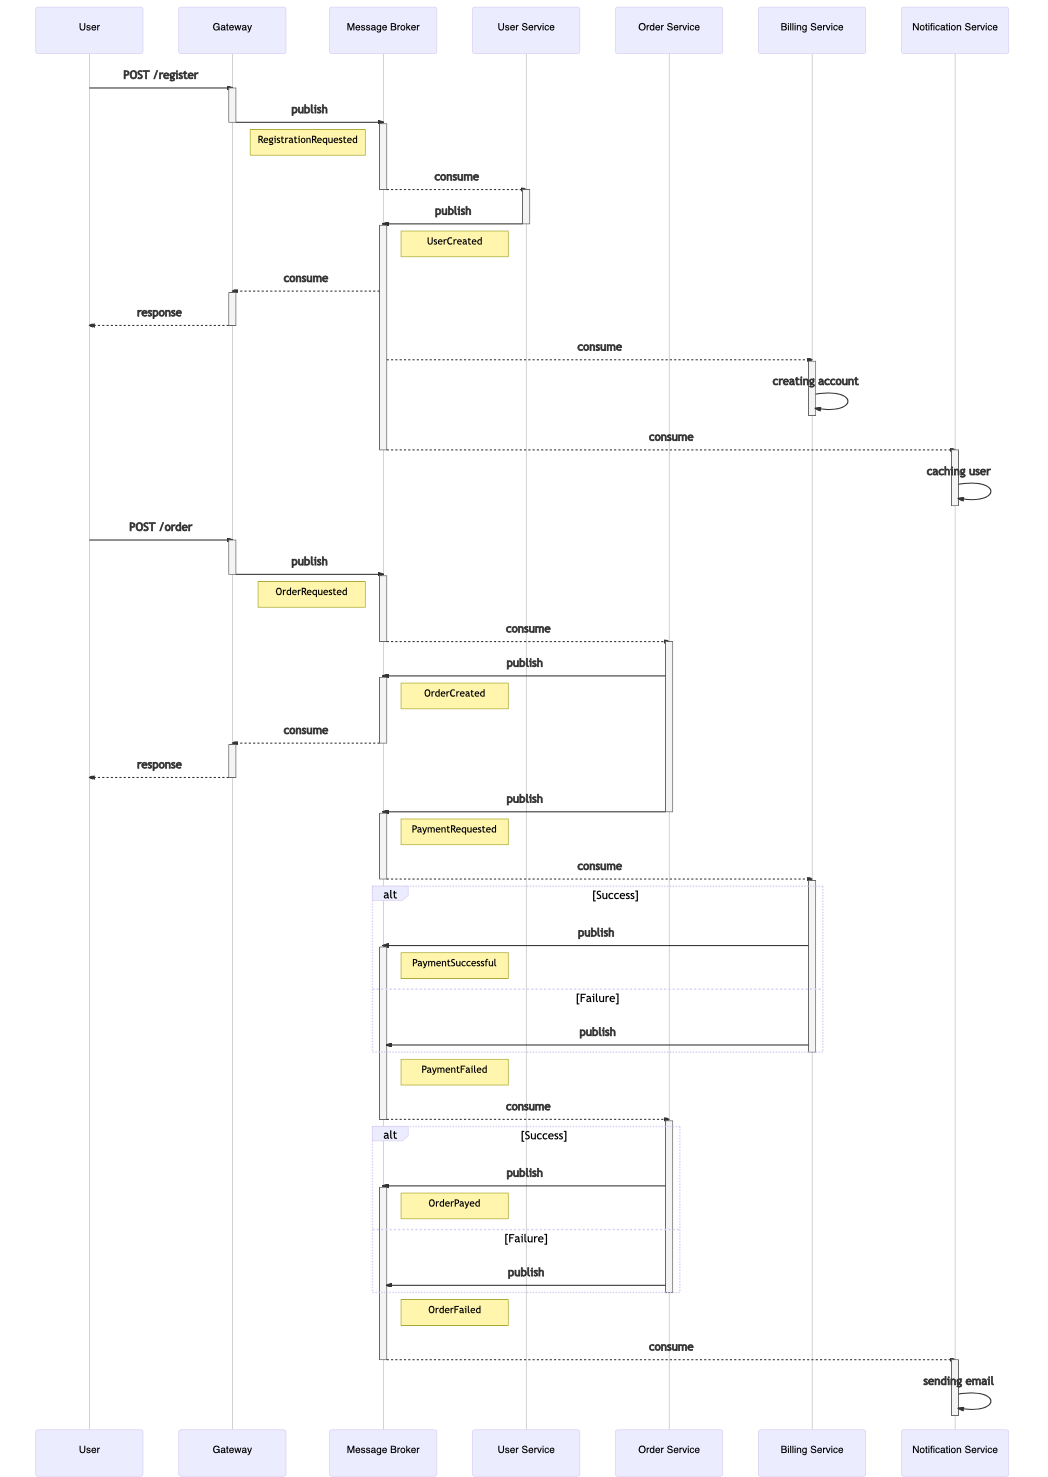 User
Gateway
Message Broker
User Service
Order Service
Billing Service
Notification Service
POST /register
publish
RegistrationRequested
consume
publish
UserCreated
consume
response
consume
creating account
consume
caching user
POST /order
publish
OrderRequested
consume
publish
OrderCreated
consume
response
publish
PaymentRequested
consume
alt
[Success]
publish
PaymentSuccessful
[Failure]
publish
PaymentFailed
consume
alt
[Success]
publish
OrderPayed
[Failure]
publish
OrderFailed
consume
sending email
User
Gateway
Message Broker
User Service
Order Service
Billing Service
Notification Service